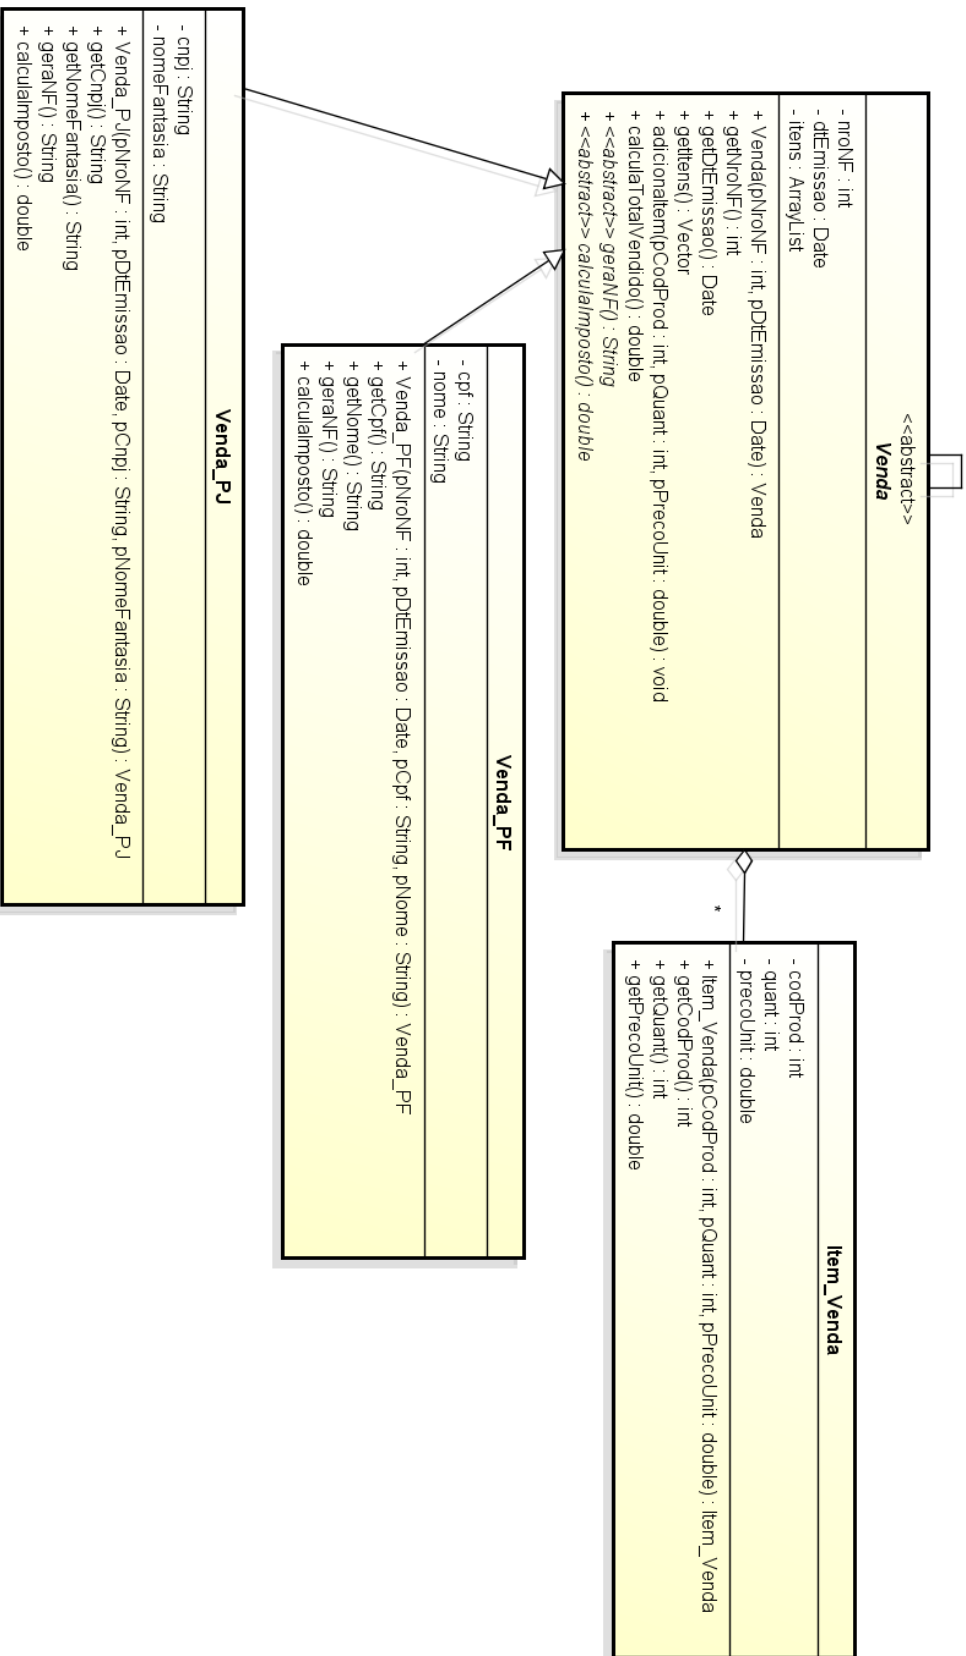 <<abstract>>
Venda
- nroNF : int
- dtEmissao : Date
- itens : ArrayList
+ Venda(pNroNF : int, pDtEmissao : Date) : Venda
+ getNroNF() : int
+ getDtEmissao() : Date
+ getItens() : Vector
+ adicionaItem(pCodProd : int, pQuant : int, pPrecoUnit : double) : void
+ calculaTotalVendido() : double
+ <<abstract>> geraNF() : String
+ <<abstract>> calculaImposto() : double
*
Item_Venda
- codProd : int
- quant : int
- precoUnit : double
+ Item_Venda(pCodProd : int, pQuant : int, pPrecoUnit : double) : Item_Venda
+ getCodProd() : int
+ getQuant() : int
+ getPrecoUnit() : double
Venda_PF
- cpf : String
- nome : String
+ Venda_PF(pNroNF : int, pDtEmissao : Date, pCpf : String, pNome : String) : Venda_PF
+ getCpf() : String
+ getNome() : String
+ geraNF() : String
+ calculaImposto() : double
Venda_PJ
- cnpj : String
- nomeFantasia : String
+ Venda_PJ(pNroNF : int, pDtEmissao : Date, pCnpj : String, pNomeFantasia : String) : Venda_PJ
+ getCnpj() : String
+ getNomeFantasia() : String
+ geraNF() : String
+ calculaImposto() : double